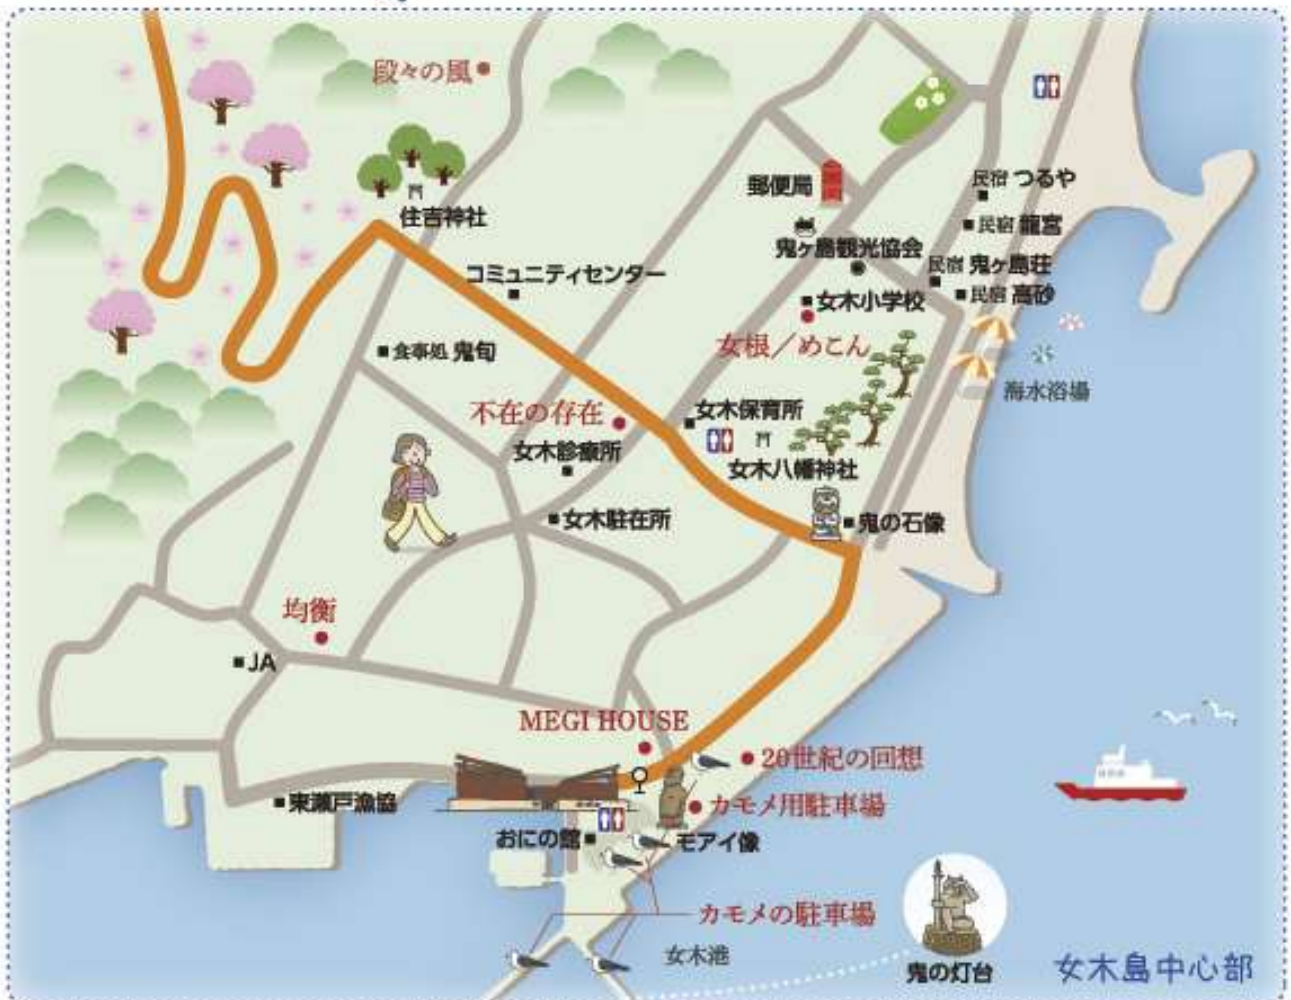 段々の風
住吉神社
コミュニティセンター
食事処 鬼旬
郵便局
鬼ヶ島観光協会
民宿 つるや
民宿 龍宮
民宿 鬼ヶ島荘
民宿 高砂
女木小学校
女根／めこん
海水浴場
不在の存在
女木保育所
女木診療所
女木八幡神社
女木駐在所
鬼の石像
均衡
JA
MEGI HOUSE
20世紀の回想
カモメ用駐車場
東瀬戸漁協
おにの館
モアイ像
カモメの駐車場
女木港
鬼の灯台
女木島中心部